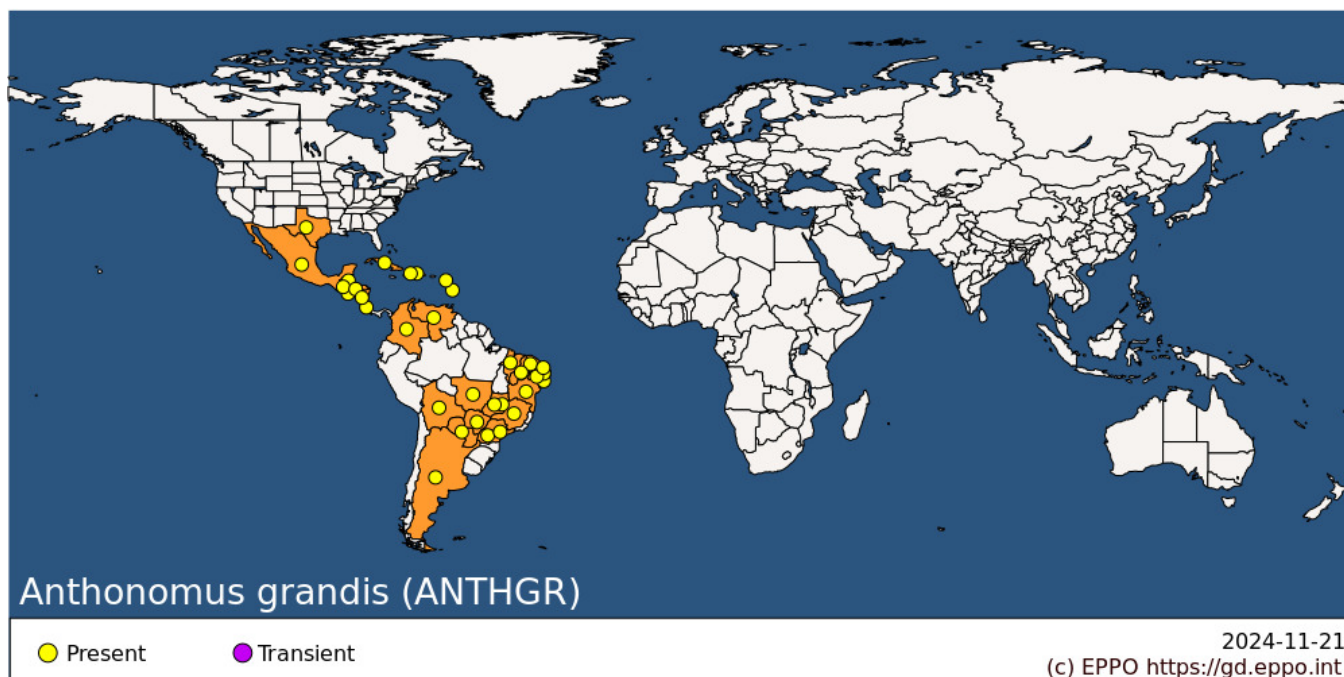 Anthonomus grandis (ANTHGR)
Present
Transient
2024-11-21
(c) EPPO https://gd.eppo.int